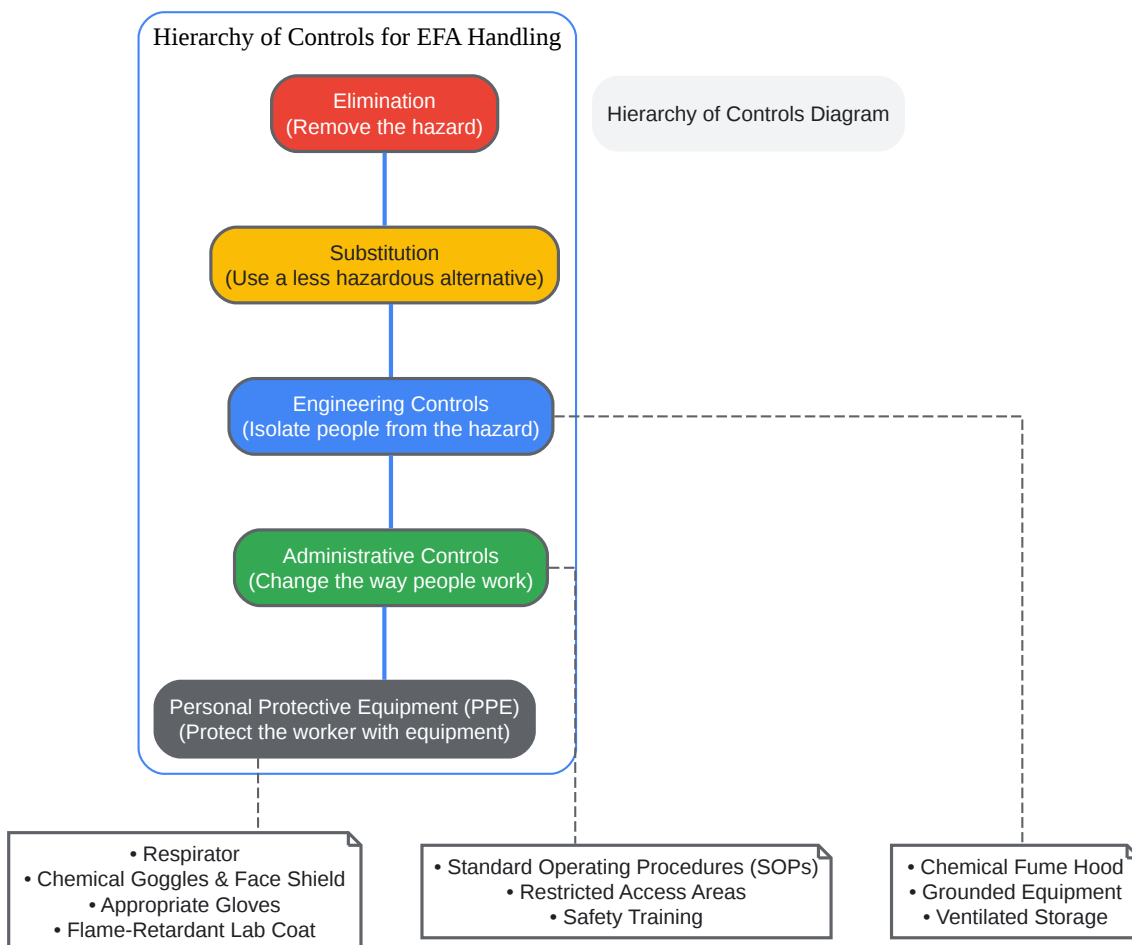 Hierarchy of Controls for EFA Handling
Elimination
(Remove the hazard)
Hierarchy of Controls Diagram
Substitution
(Use a less hazardous alternative)
Engineering Controls
(Isolate people from the hazard)
Administrative Controls
(Change the way people work)
Personal Protective Equipment (PPE)
(Protect the worker with equipment)
• Respirator
• Chemical Goggles & Face Shield
• Appropriate Gloves
• Flame-Retardant Lab Coat
• Standard Operating Procedures (SOPs)
• Restricted Access Areas
• Safety Training
• Chemical Fume Hood
• Grounded Equipment
• Ventilated Storage